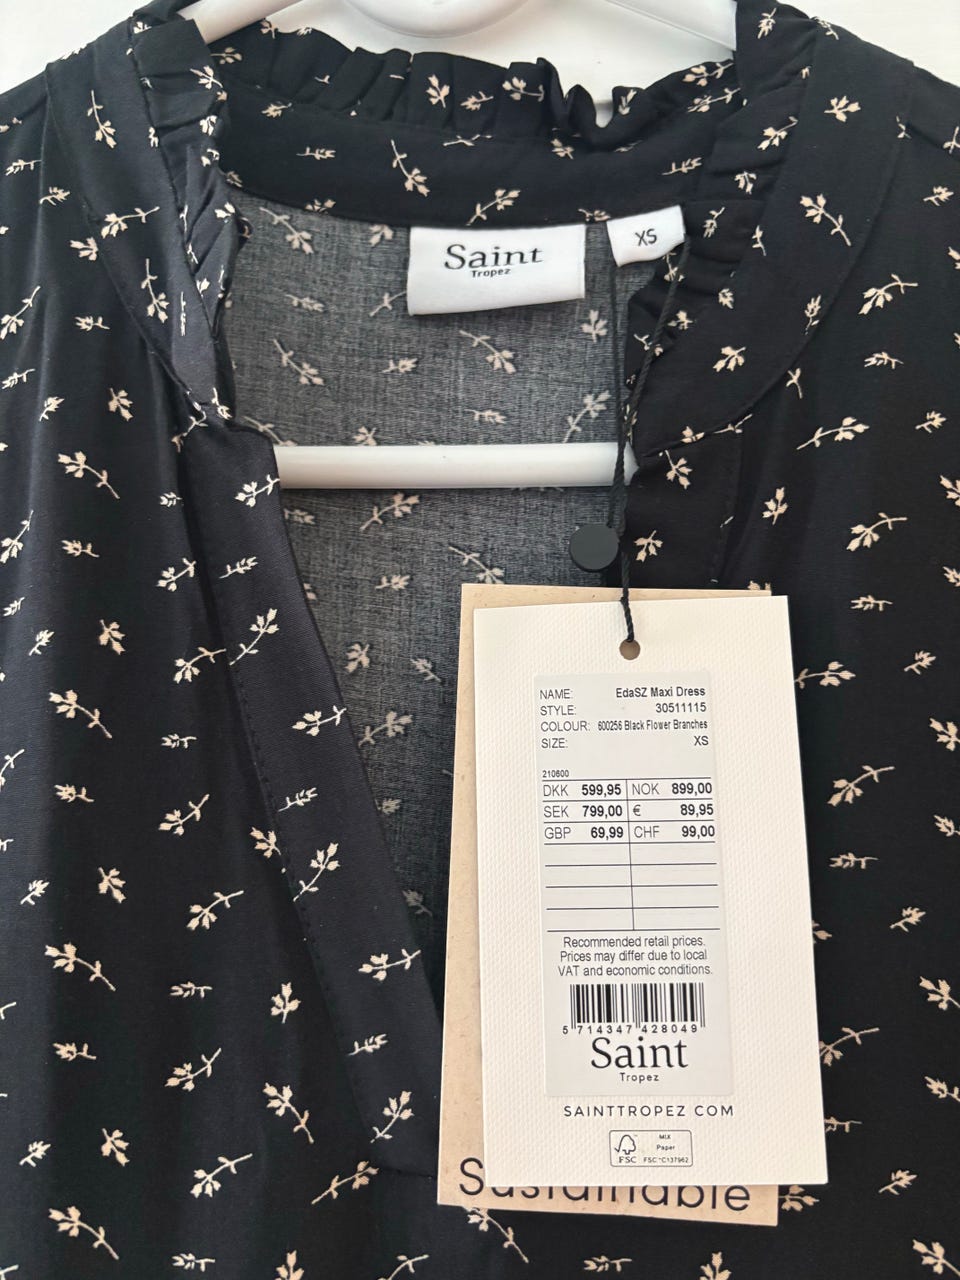 Saint
Tropez
XS
NAME: EdaSZ Maxi Dress
STYLE: 30511115
COLOUR: 600256 Black Flower Branches
SIZE: XS
210600
DKK 599,95 NOK 899,00
SEK 799,00 € 89,95
GBP 69,99 CHF 99,00
Recommended retail prices.
Prices may differ due to local
VAT and economic conditions.
5 714347 428049
Saint
Tropez
SAINTTROPEZ COM
MIX
Paper
FSC FSC™C137962
Sustainable